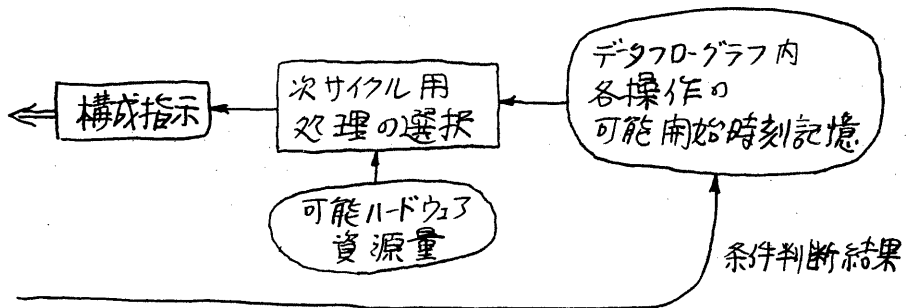 データフローグラフ内
各操作の
可能開始時刻記憶
次サイクル用
処理の選択
構成指示
可能ハードウェア
資源量
条件判断結果